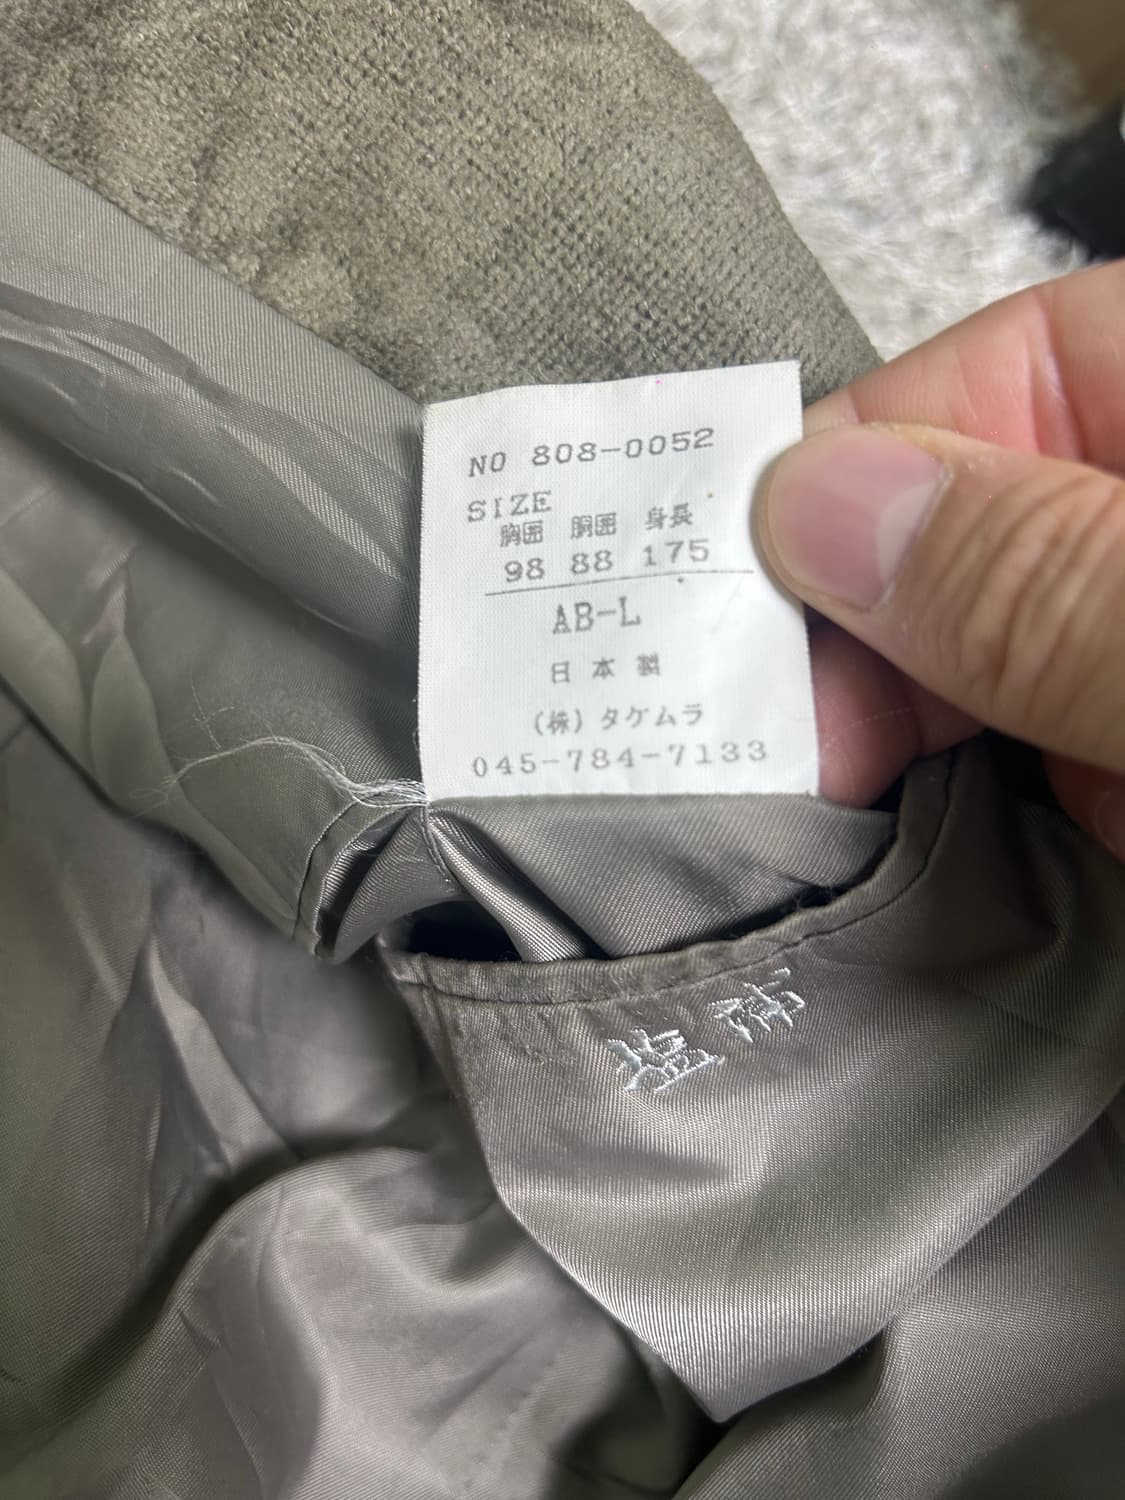 NO 808-0052
SIZE
胸囲 胴囲 身長
98 88 175
AB-L
日本製
(株)タケムラ
045-784-7133